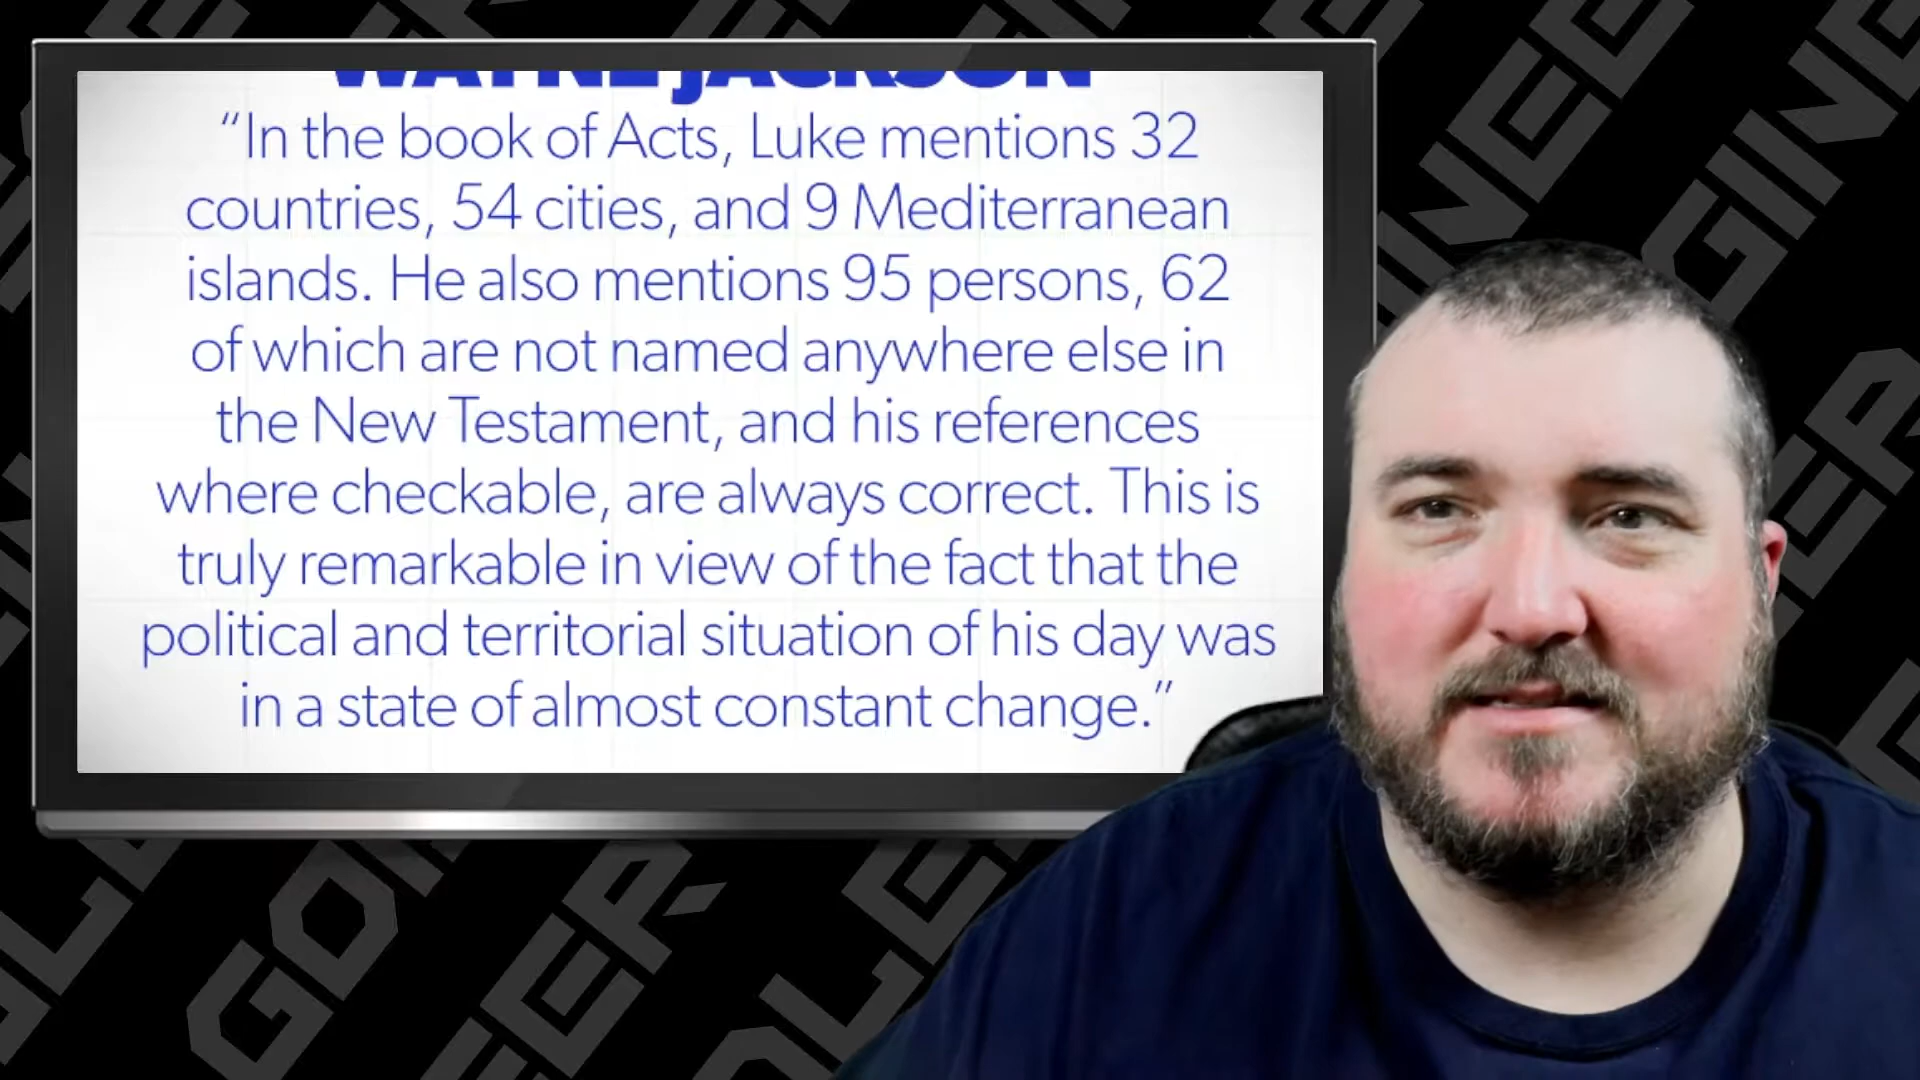 WAYNE JACKSON
“In the book of Acts, Luke mentions 32
countries, 54 cities, and 9 Mediterranean
islands. He also mentions 95 persons, 62
of which are not named anywhere else in
the New Testament, and his references
where checkable, are always correct. This is
truly remarkable in view of the fact that the
political and territorial situation of his day was
in a state of almost constant change.”